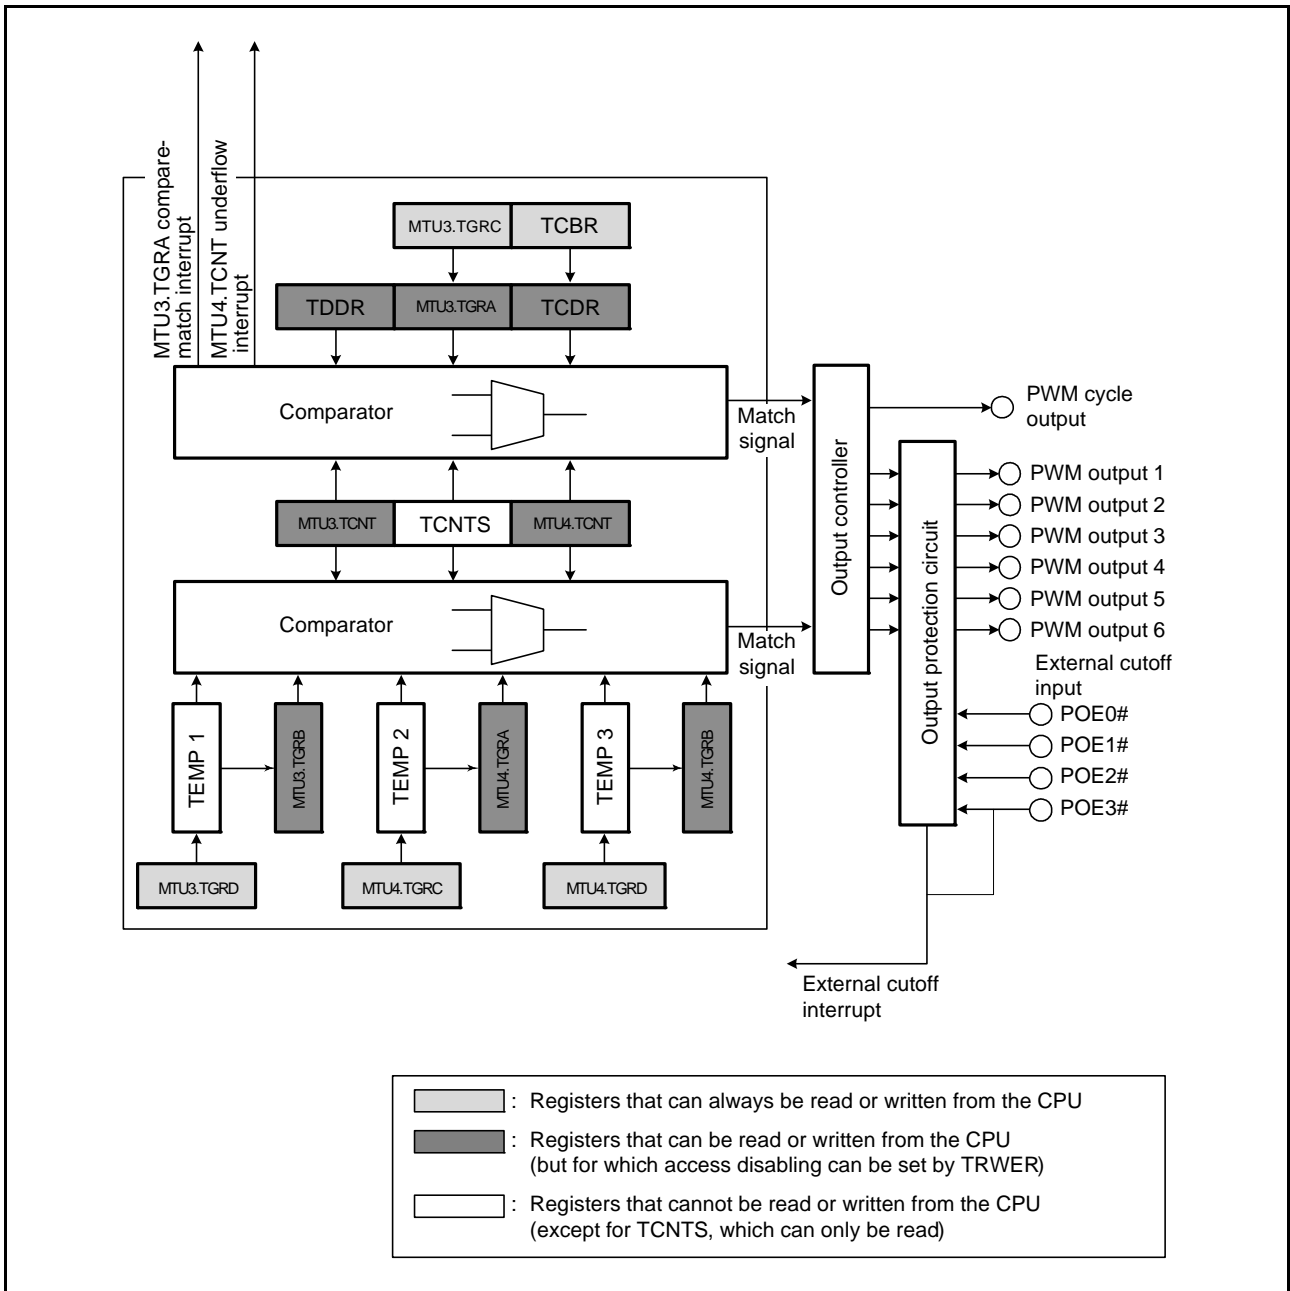 MTU3.TGRA compare-
match interrupt
MTU4.TCNT underflow
interrupt
MTU3.TGRC
TCBR
TDDR
MTU3.TGRA
TCDR
Comparator
Match
signal
MTU3.TCNT
TCNTS
MTU4.TCNT
Comparator
Match
signal
TEMP 1
MTU3.TGRB
TEMP 2
MTU4.TGRA
TEMP 3
MTU4.TGRB
MTU3.TGRD
MTU4.TGRC
MTU4.TGRD
Output controller
Output protection circuit
PWM cycle
output
PWM output 1
PWM output 2
PWM output 3
PWM output 4
PWM output 5
PWM output 6
External cutoff
input
POE0#
POE1#
POE2#
POE3#
External cutoff
interrupt
: Registers that can always be read or written from the CPU
: Registers that can be read or written from the CPU
(but for which access disabling can be set by TRWER)
: Registers that cannot be read or written from the CPU
(except for TCNTS, which can only be read)